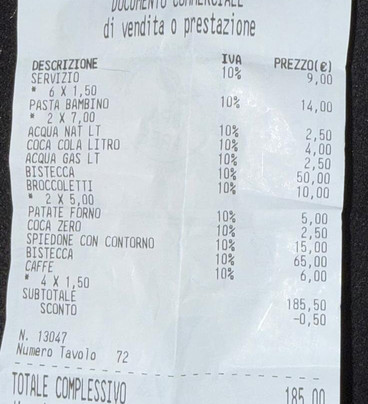 DOCUMENTO COMMERCIALE
di vendita o prestazione
DESCRIZIONE IVA PREZZO(€)
SERVIZIO 10% 9,00
* 6 X 1,50
PASTA BAMBINO 10% 14,00
* 2 X 7,00
ACQUA NAT LT 10% 2,50
COCA COLA LITRO 10% 4,00
ACQUA GAS LT 10% 2,50
BISTECCA 10% 50,00
BROCCOLETTI 10% 10,00
* 2 X 5,00
PATATE FORNO 10% 5,00
COCA ZERO 10% 2,50
SPIEDONE CON CONTORNO 10% 15,00
BISTECCA 10% 65,00
CAFFE 10% 6,00
* 4 X 1,50
SUBTOTALE 185,50
SCONTO -0,50
N. 13047
Numero Tavolo 72
TOTALE COMPLESSIVO 185,00